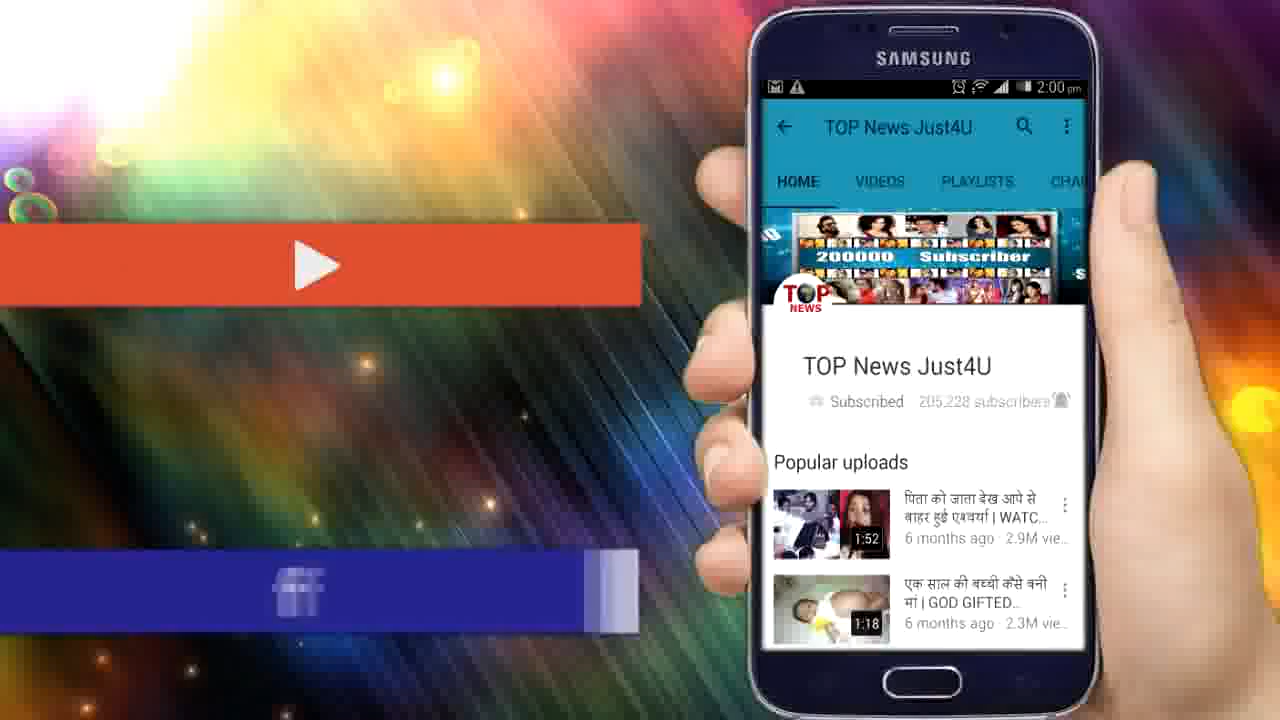 SAMSUNG
2:00 pm
TOP News Just4U
HOME VIDEOS PLAYLISTS CHA
200000 Subscriber
TOP
NEWS
TOP News Just4U
Subscribed 205,228 subscribers
Popular uploads
पिता को जाता देख आपे से
बाहर हुई एश्वर्या | WATC...
6 months ago · 2.9M vie..
1:52
एक साल की बच्ची कैसे बनी
मां | GOD GIFTED..
6 months ago · 2.3M vie..
1:18